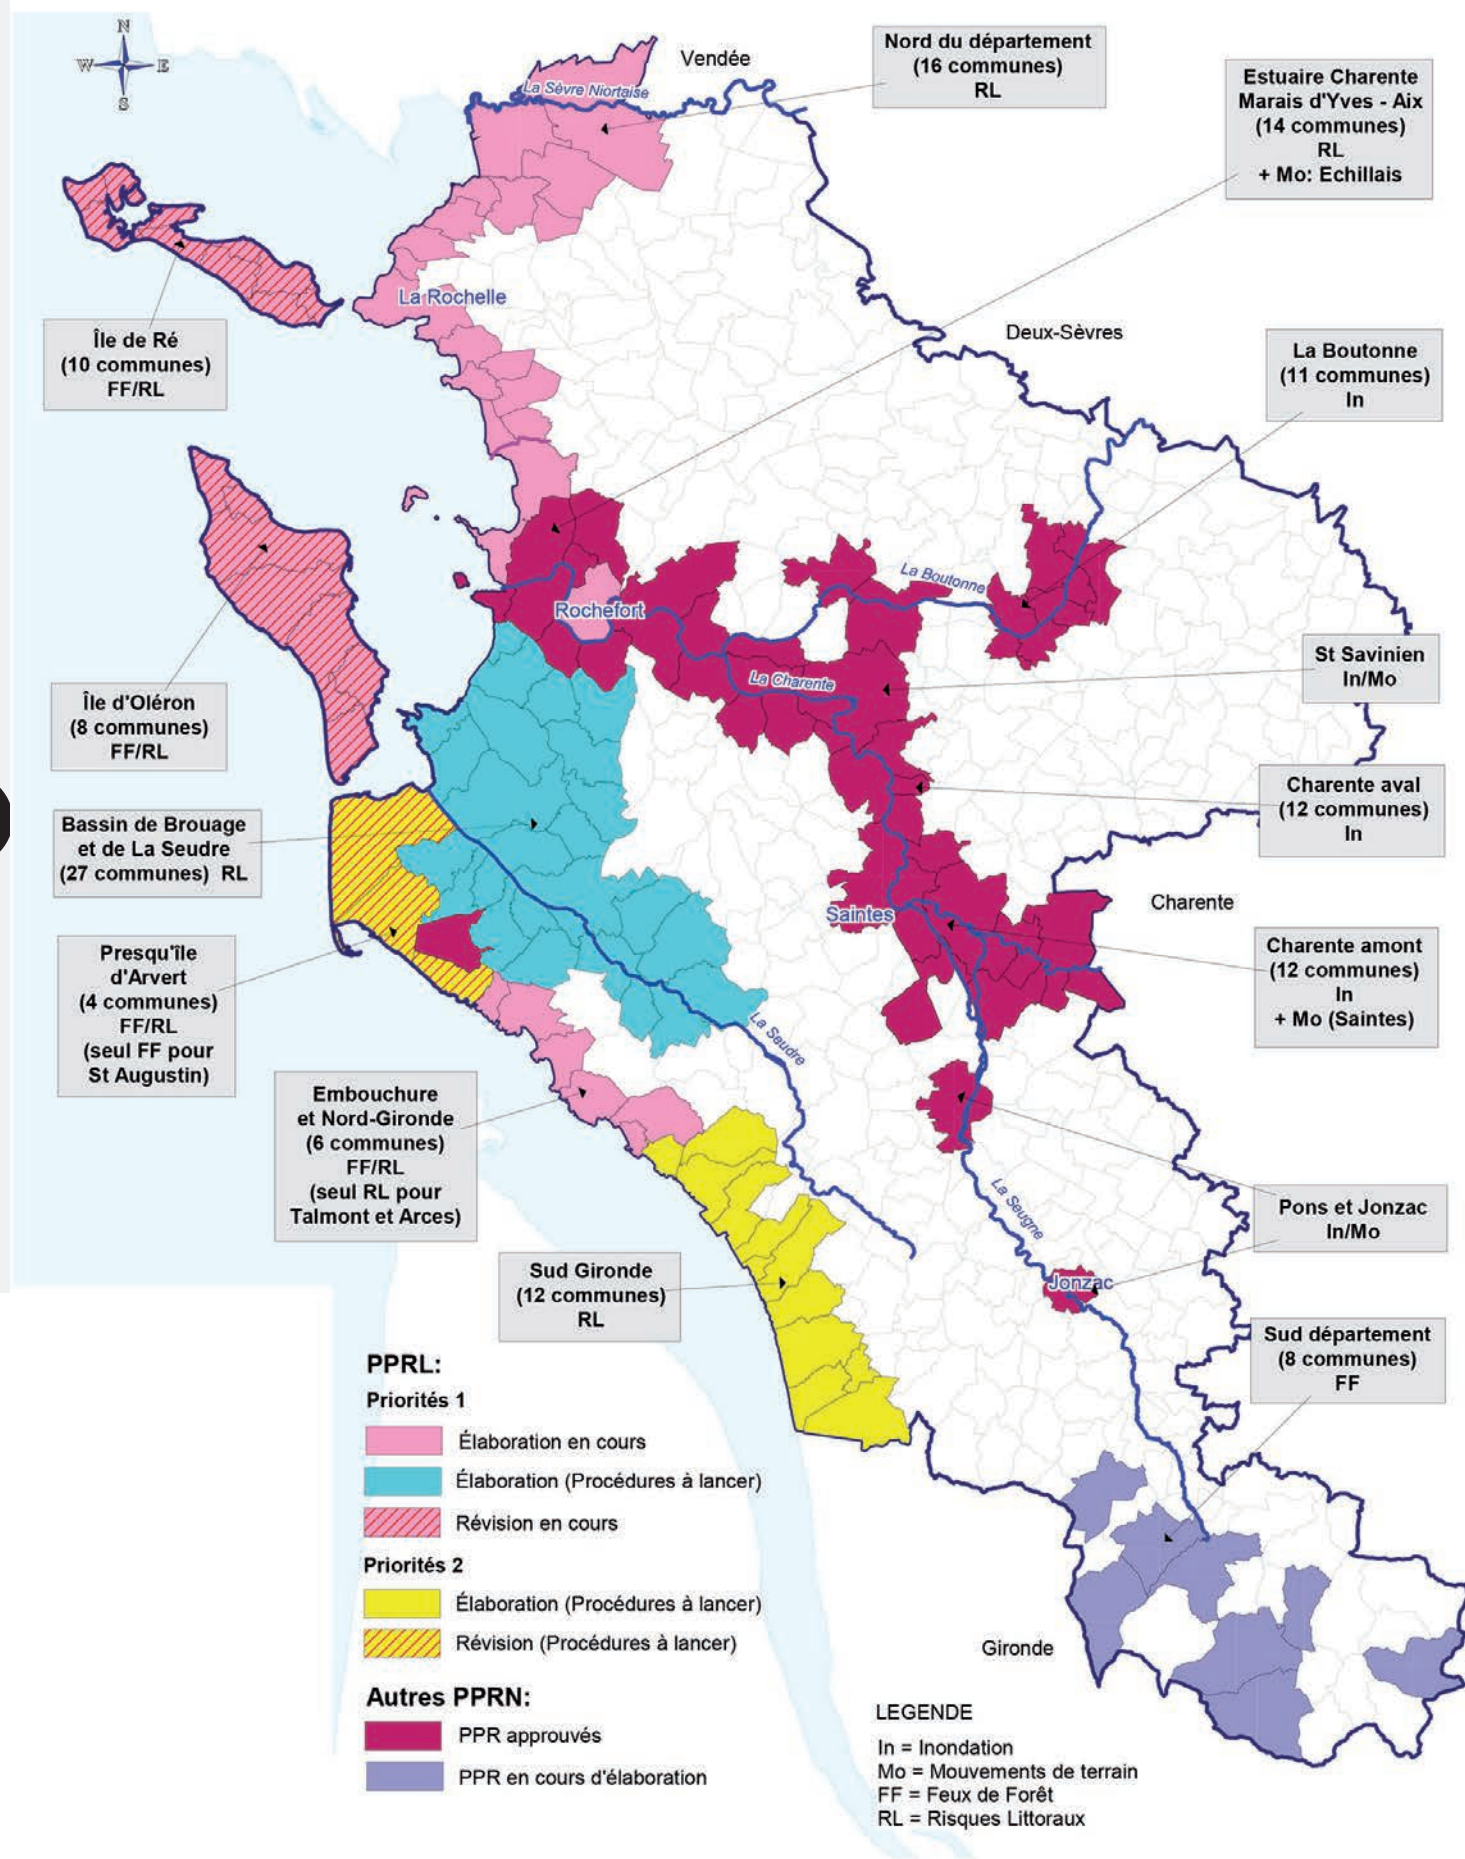 N
W
E
S
Vendée
La Sèvre Niortaise
Nord du département
(16 communes)
RL
Estuaire Charente
Marais d'Yves - Aix
(14 communes)
RL
+ Mo: Echillais
La Rochelle
Île de Ré
(10 communes)
FF/RL
Deux-Sèvres
La Boutonne
(11 communes)
In
La Boutonne
Rochefort
St Savinien
In/Mo
La Charente
Île d'Oléron
(8 communes)
FF/RL
Charente aval
(12 communes)
In
Bassin de Brouage
et de La Seudre
(27 communes) RL
Charente
Saintes
Presqu'île
d'Arvert
(4 communes)
FF/RL
(seul FF pour
St Augustin)
Charente amont
(12 communes)
In
+ Mo (Saintes)
La Seudre
Embouchure
et Nord-Gironde
(6 communes)
FF/RL
(seul RL pour
Talmont et Arces)
La Seugne
Pons et Jonzac
In/Mo
Sud Gironde
(12 communes)
RL
Jonzac
Sud département
(8 communes)
FF
PPRL:
Priorités 1
Élaboration en cours
Élaboration (Procédures à lancer)
Révision en cours
Priorités 2
Élaboration (Procédures à lancer)
Révision (Procédures à lancer)
Autres PPRN:
PPR approuvés
PPR en cours d'élaboration
Gironde
LEGENDE
In = Inondation
Mo = Mouvements de terrain
FF = Feux de Forêt
RL = Risques Littoraux